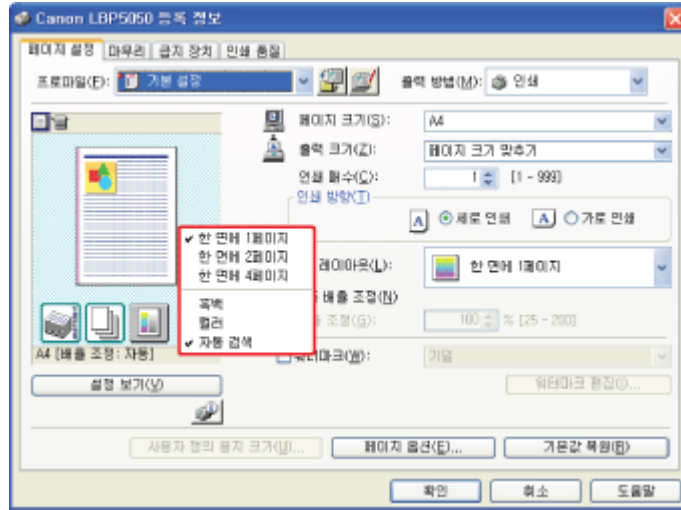 Canon LBP5050 등록 정보
페이지 설정 마무리 급지 장치 인쇄 품질
프로파일(F): 기본 설정 출력 방법(M): 인쇄
페이지 크기(S): A4
출력 크기(Z): 페이지 크기 맞추기
인쇄 매수(C): 1 [1 - 999]
인쇄 방향(T)
A 세로 인쇄 A 가로 인쇄
✔ 한 면에 1페이지
한 면에 2페이지
한 면에 4페이지
흑백
컬러
✔ 자동 검색
레이아웃(L): 한 면에 1페이지
배율 조정(N)
조정(G): 100 % [25 - 200]
A4 [배율 조정: 자동]
워터마크(W): 기밀
워터마크 편집(I)...
설정 보기(V)
사용자 정의 용지 크기(U)... 페이지 옵션(E)... 기본값 복원(R)
확인 취소 도움말